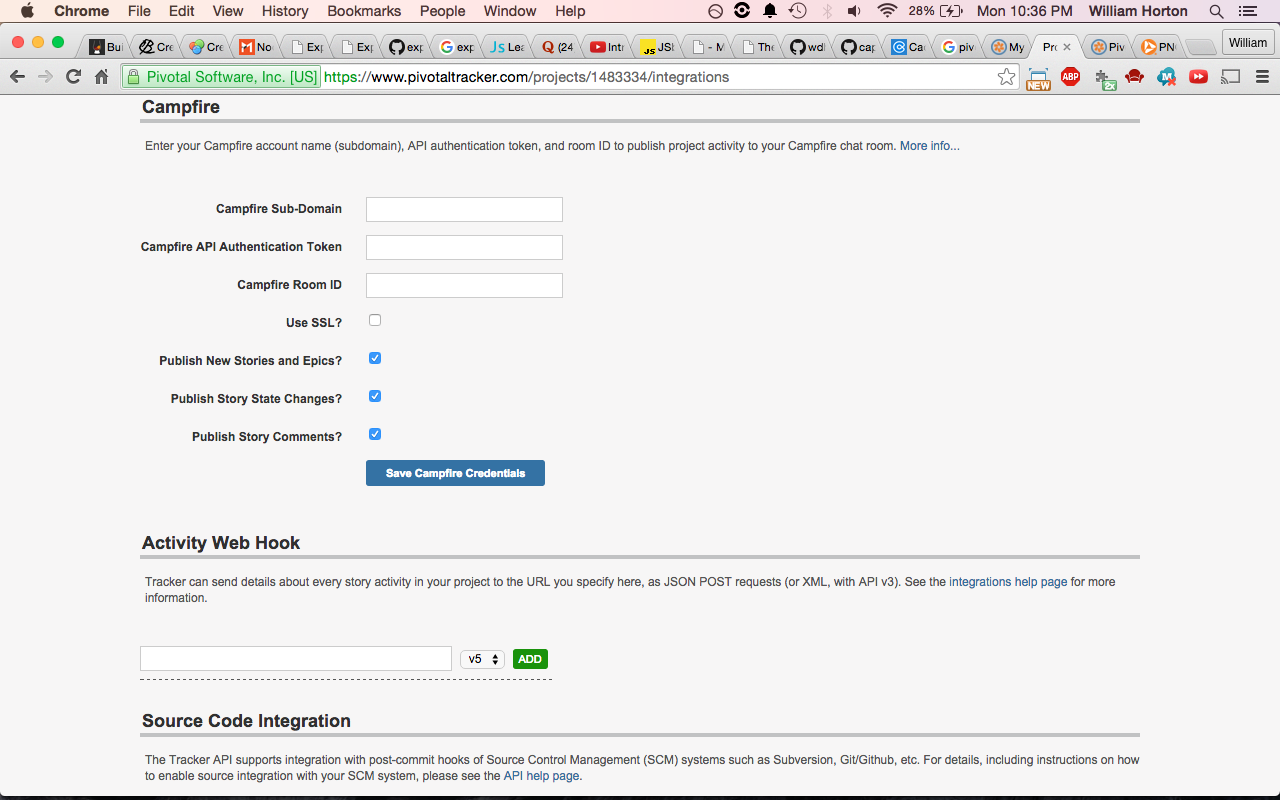 Chrome File Edit View History Bookmarks People Window Help 28% Mon 10:36 PM William Horton
Bui Cre Cre No Exp Exp exp exp Lea (24 Intr JSI - M The wdl cap Ca piv My Pro Piv PN William
Pivotal Software, Inc. [US] https://www.pivotaltracker.com/projects/1483334/integrations NEW ABP 2x
Campfire
Enter your Campfire account name (subdomain), API authentication token, and room ID to publish project activity to your Campfire chat room. More info...
Campfire Sub-Domain
Campfire API Authentication Token
Campfire Room ID
Use SSL?
Publish New Stories and Epics?
Publish Story State Changes?
Publish Story Comments?
Save Campfire Credentials
Activity Web Hook
Tracker can send details about every story activity in your project to the URL you specify here, as JSON POST requests (or XML, with API v3). See the integrations help page for more
information.
v5 ADD
Source Code Integration
The Tracker API supports integration with post-commit hooks of Source Control Management (SCM) systems such as Subversion, Git/Github, etc. For details, including instructions on how
to enable source integration with your SCM system, please see the API help page.